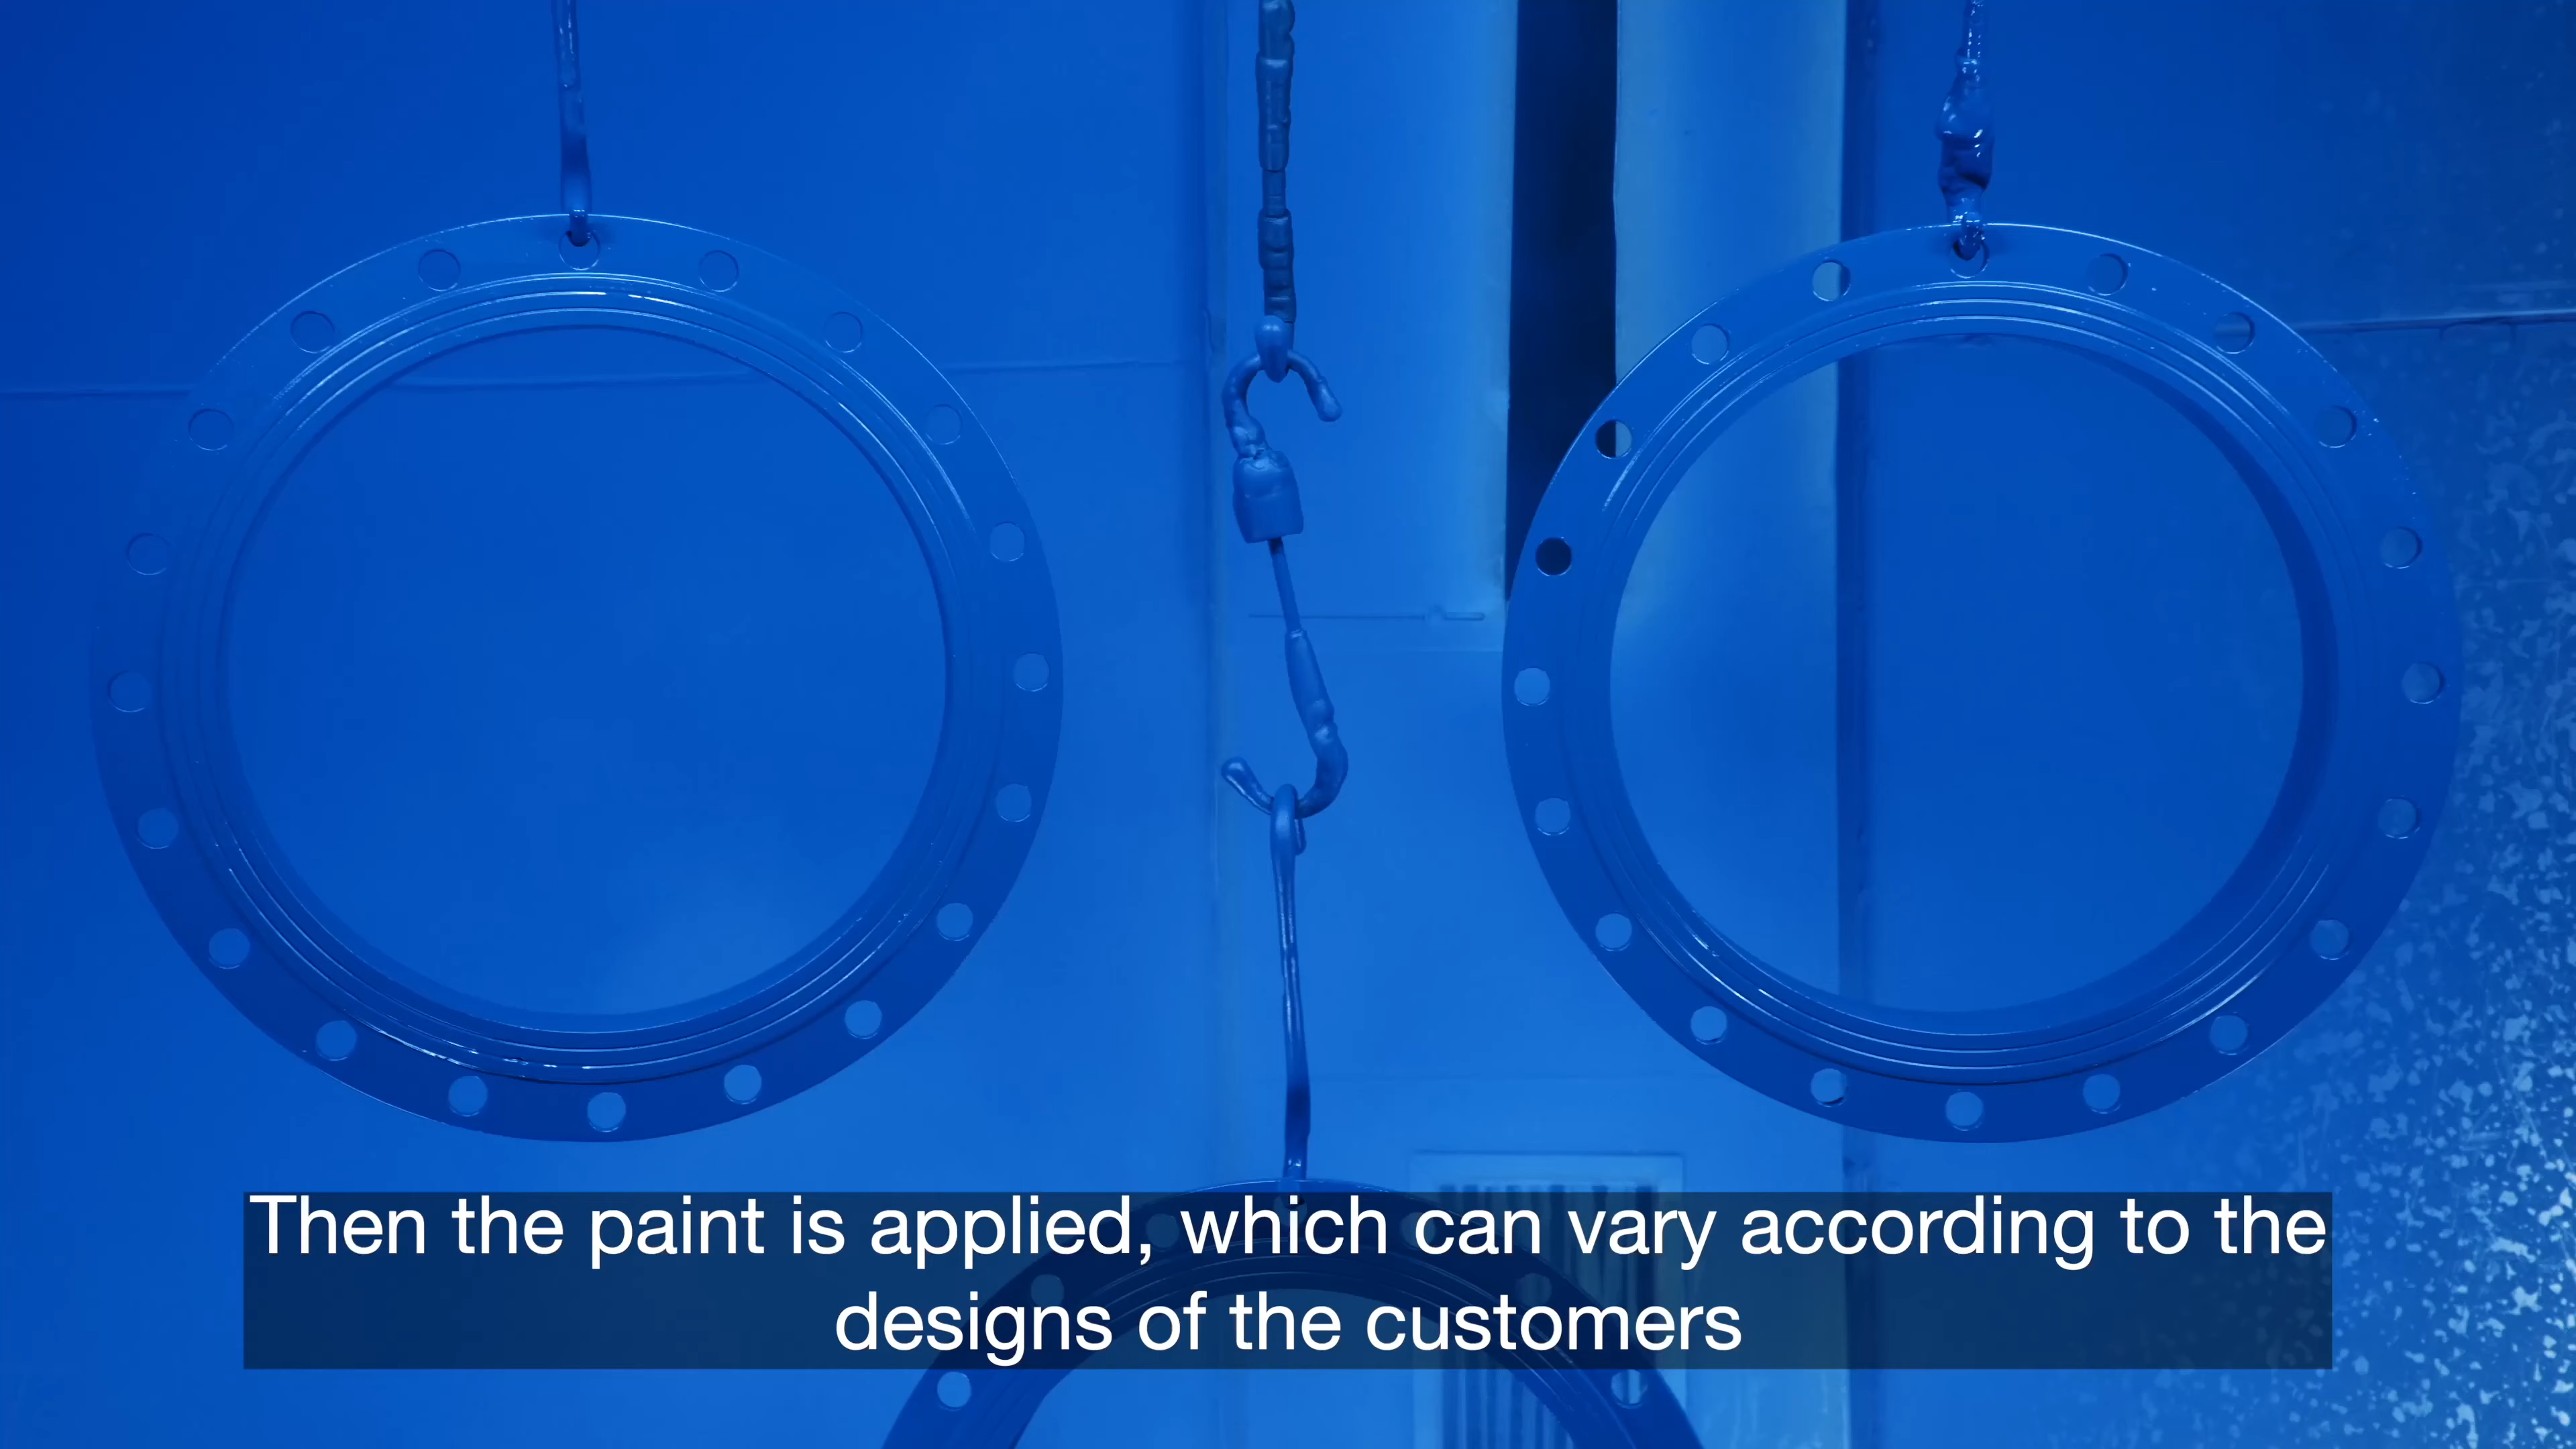 Then the paint is applied, which can vary according to the
designs of the customers